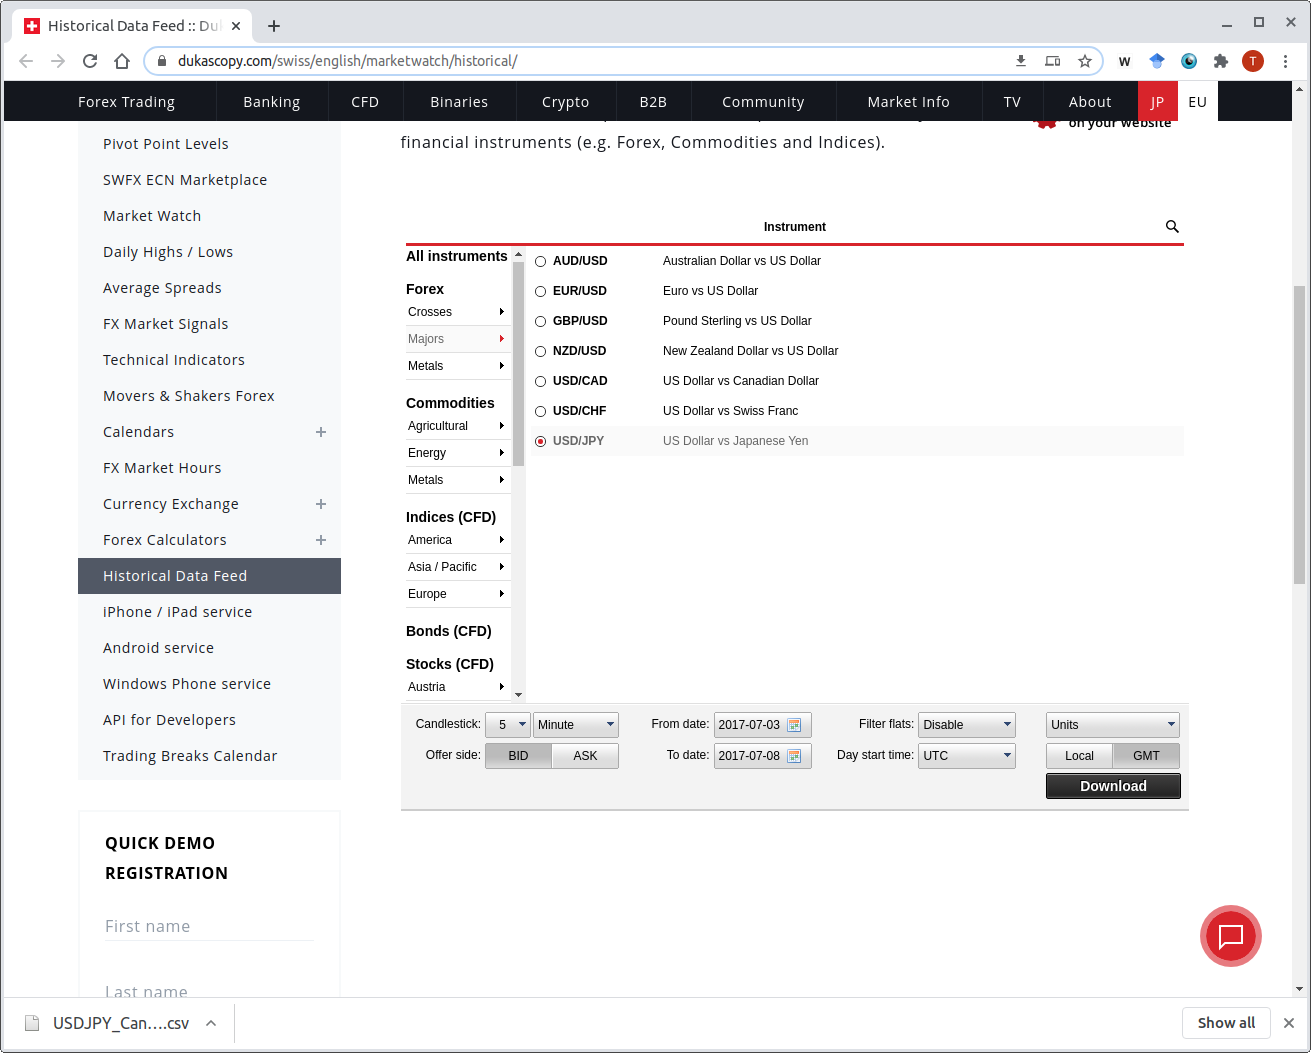 Historical Data Feed :: Du
dukascopy.com/swiss/english/marketwatch/historical/
W
T
Forex Trading Banking CFD Binaries Crypto B2B Community Market Info TV About JP EU
on your website
financial instruments (e.g. Forex, Commodities and Indices).
Pivot Point Levels
SWFX ECN Marketplace
Market Watch
Daily Highs / Lows
Average Spreads
FX Market Signals
Technical Indicators
Movers & Shakers Forex
Calendars
FX Market Hours
Currency Exchange
Forex Calculators
Historical Data Feed
iPhone / iPad service
Android service
Windows Phone service
API for Developers
Trading Breaks Calendar
QUICK DEMO
REGISTRATION
First name
Last name
Instrument
All instruments
Forex
Crosses
Majors
Metals
Commodities
Agricultural
Energy
Metals
Indices (CFD)
America
Asia / Pacific
Europe
Bonds (CFD)
Stocks (CFD)
Austria
AUD/USD Australian Dollar vs US Dollar
EUR/USD Euro vs US Dollar
GBP/USD Pound Sterling vs US Dollar
NZD/USD New Zealand Dollar vs US Dollar
USD/CAD US Dollar vs Canadian Dollar
USD/CHF US Dollar vs Swiss Franc
USD/JPY US Dollar vs Japanese Yen
Candlestick: 5 Minute From date: 2017-07-03 Filter flats: Disable Units
Offer side: BID ASK To date: 2017-07-08 Day start time: UTC Local GMT
Download
USDJPY_Can....csv
Show all